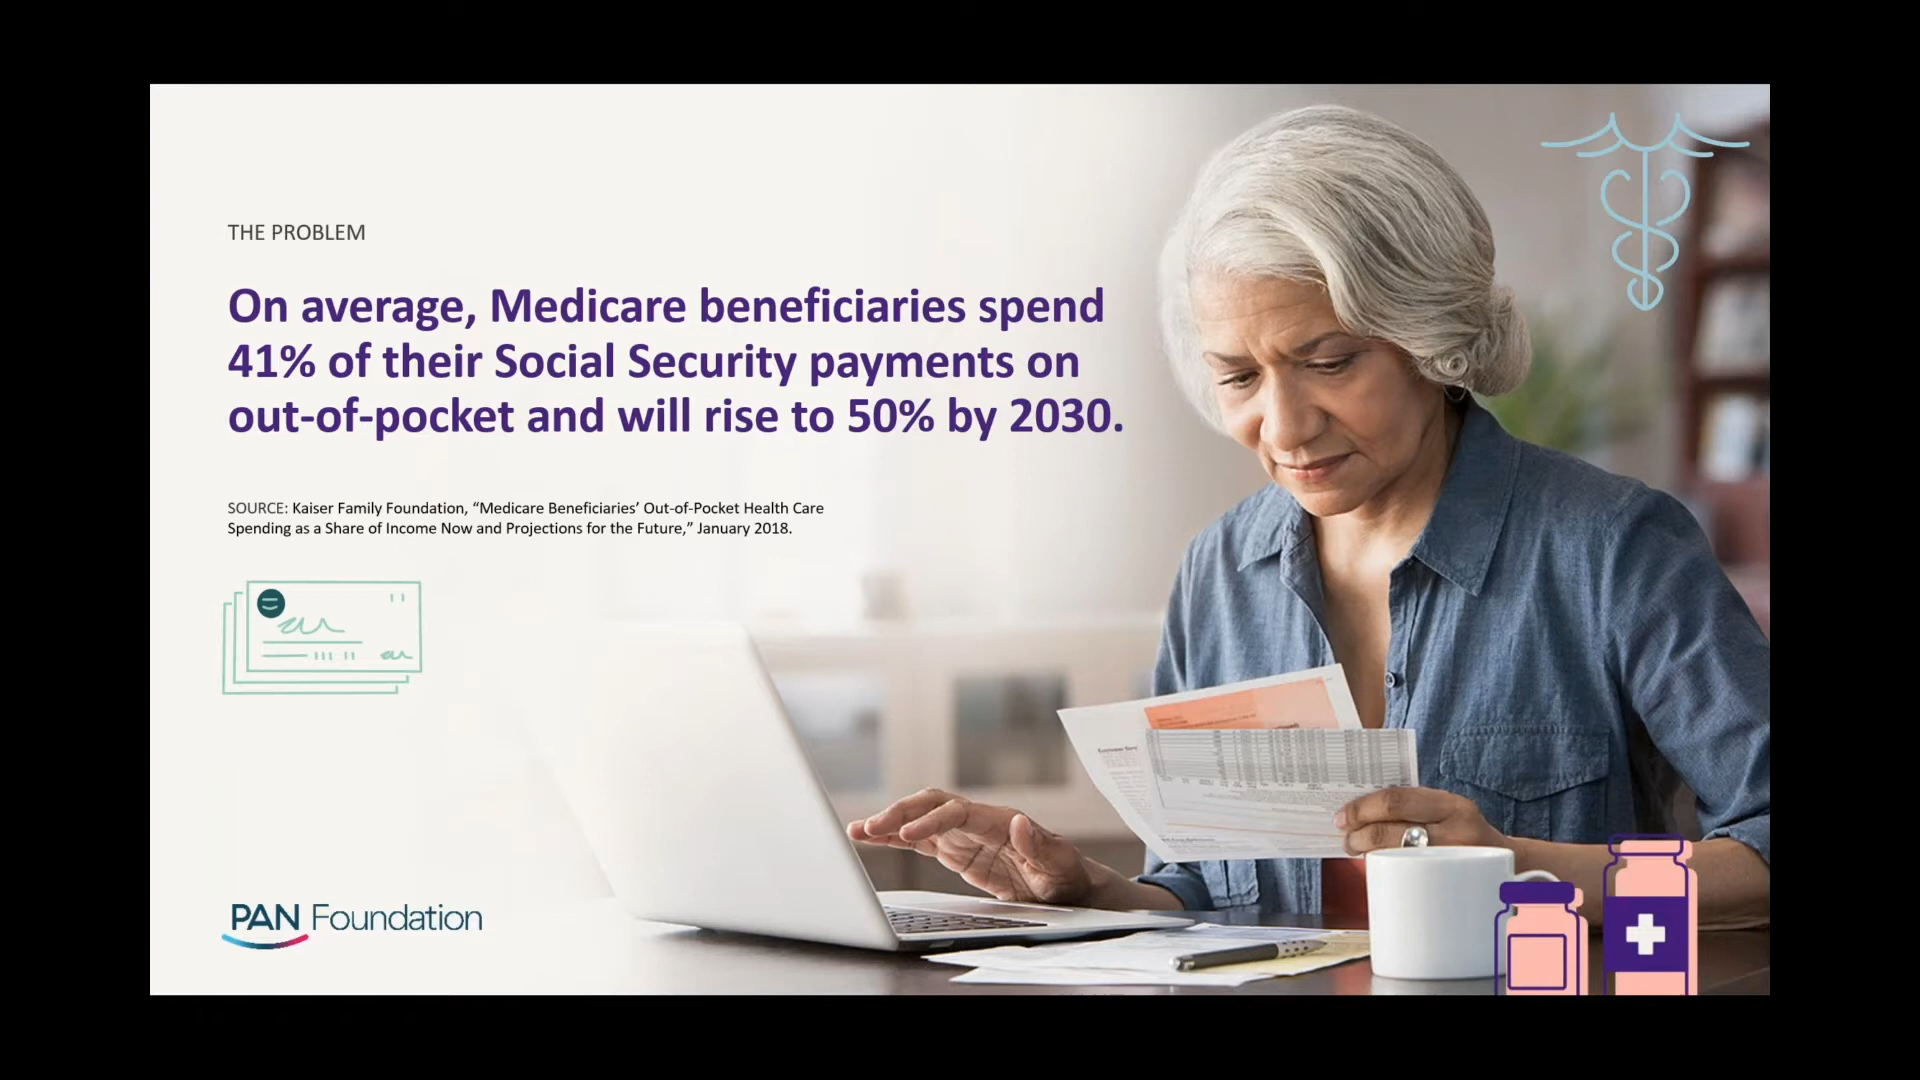 THE PROBLEM
On average, Medicare beneficiaries spend
41% of their Social Security payments on
out-of-pocket and will rise to 50% by 2030.
SOURCE: Kaiser Family Foundation, “Medicare Beneficiaries’ Out-of-Pocket Health Care
Spending as a Share of Income Now and Projections for the Future,” January 2018.
PAN Foundation